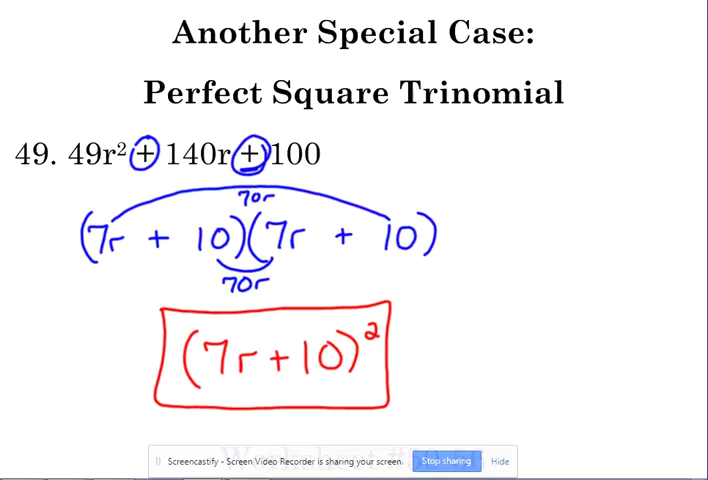 Another Special Case:
Perfect Square Trinomial
49. 49r² + 140r + 100
70r
(7r + 10)(7r + 10)
70r
(7r + 10)²
Screencastify - Screen Video Recorder is sharing your screen. Stop sharing Hide